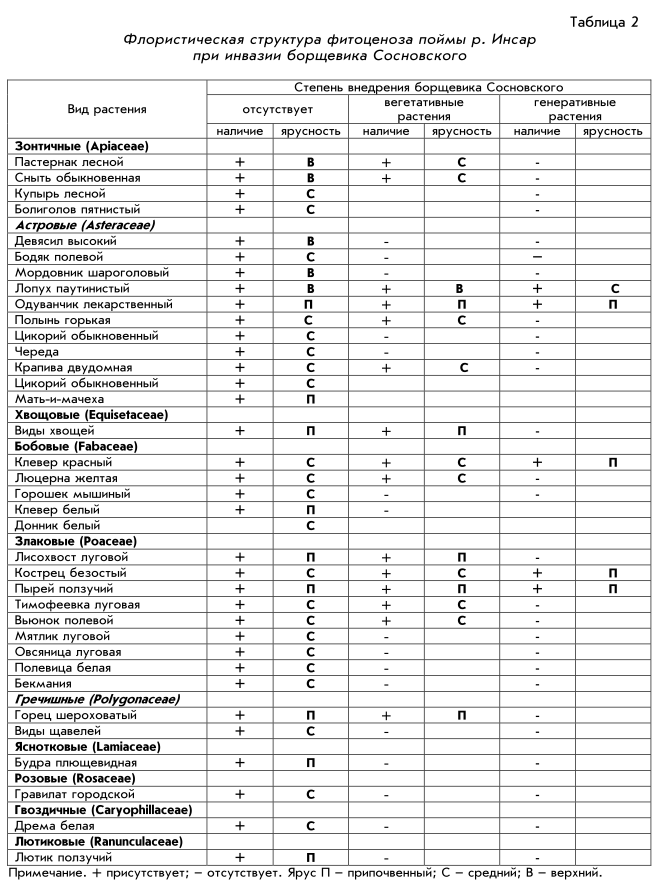 Таблица 2
Флористическая структура фитоценоза поймы р. Инсар
при инвазии борщевика Сосновского
Вид растения
Степень внедрения борщевика Сосновского
отсутствует вегетативные растения генеративные растения
наличие ярусность наличие ярусность наличие ярусность
Зонтичные (Apiaceae)
Пастернак лесной + В + С -
Сныть обыкновенная + В + С -
Купырь лесной + С -
Болиголов пятнистый + С -
Астровые (Asteraceae)
Девясил высокий + В - -
Бодяк полевой + С - –
Мордовник шароголовый + В - -
Лопух паутинистый + В + В + С
Одуванчик лекарственный + П + П + П
Полынь горькая + С + С -
Цикорий обыкновенный + С - -
Череда + С - -
Крапива двудомная + С + С -
Цикорий обыкновенный + С
Мать-и-мачеха + П
Хвощовые (Equisetaceae)
Виды хвощей + П + П -
Бобовые (Fabaceae)
Клевер красный + С + С + П
Люцерна желтая + С + С -
Горошек мышиный + С - -
Клевер белый + П -
Донник белый С
Злаковые (Poaceae)
Лисохвост луговой + П + П -
Кострец безостый + С + С + П
Пырей ползучий + П + П + П
Тимофеевка луговая + С + С -
Вьюнок полевой + С + С -
Мятлик луговой + С - -
Овсяница луговая + С - -
Полевица белая + С - -
Бекмания + С - -
Гречишные (Polygonaceae)
Горец шероховатый + П + П -
Виды щавелей + С - -
Яснотковые (Lamiaceae)
Будра плющевидная + П - -
Розовые (Rosaceae)
Гравилат городской + С - -
Гвоздичные (Caryophillaceae)
Дрема белая + С - -
Лютиковые (Ranunculaceae)
Лютик ползучий + П - -
Примечание. + присутствует; – отсутствует. Ярус П – припочвенный; С – средний; В – верхний.